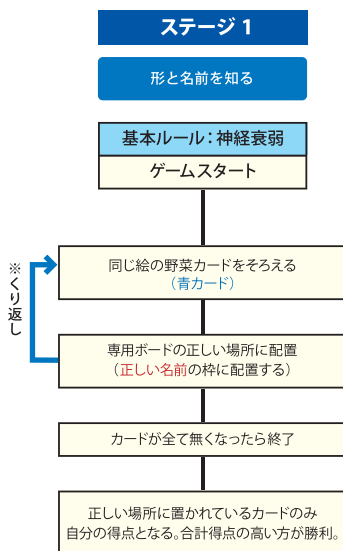 ステージ 1
形と名前を知る
基本ルール：神経衰弱
ゲームスタート
同じ絵の野菜カードをそろえる
（青カード）
※くり返し
専用ボードの正しい場所に配置
（正しい名前の枠に配置する）
カードが全て無くなったら終了
正しい場所に置かれているカードのみ
自分の得点となる。合計得点の高い方が勝利。